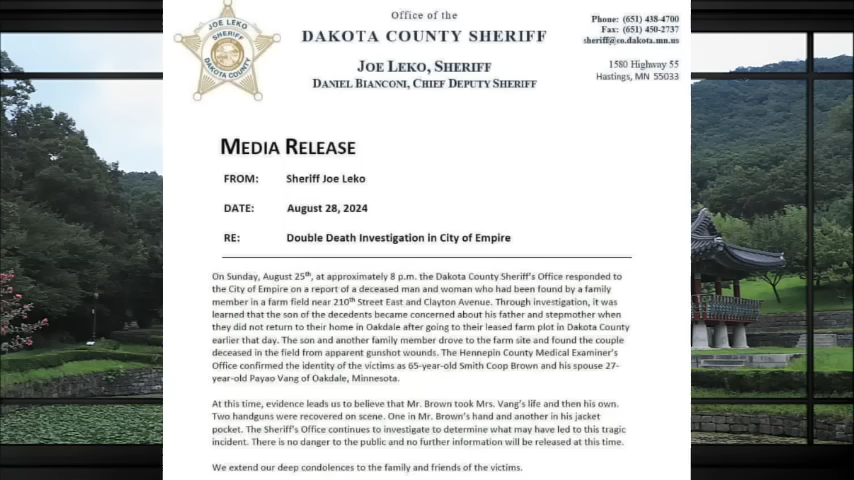 JOE LEKO
SHERIFF
DAKOTA COUNTY
Office of the
DAKOTA COUNTY SHERIFF
JOE LEKO, SHERIFF
DANIEL BIANCONI, CHIEF DEPUTY SHERIFF
Phone: (651) 438-4700
Fax: (651) 450-2737
sheriff@co.dakota.mn.us
1580 Highway 55
Hastings, MN 55033
MEDIA RELEASE
FROM: Sheriff Joe Leko
DATE: August 28, 2024
RE: Double Death Investigation in City of Empire
On Sunday, August 25th, at approximately 8 p.m. the Dakota County Sheriff's Office responded to
the City of Empire on a report of a deceased man and woman who had been found by a family
member in a farm field near 210th Street East and Clayton Avenue. Through investigation, it was
learned that the son of the decedents became concerned about his father and stepmother when
they did not return to their home in Oakdale after going to their leased farm plot in Dakota County
earlier that day. The son and another family member drove to the farm site and found the couple
deceased in the field from apparent gunshot wounds. The Hennepin County Medical Examiner's
Office confirmed the identity of the victims as 65-year-old Smith Coop Brown and his spouse 27-
year-old Payao Vang of Oakdale, Minnesota.
At this time, evidence leads us to believe that Mr. Brown took Mrs. Vang's life and then his own.
Two handguns were recovered on scene. One in Mr. Brown's hand and another in his jacket
pocket. The Sheriff's Office continues to investigate to determine what may have led to this tragic
incident. There is no danger to the public and no further information will be released at this time.
We extend our deep condolences to the family and friends of the victims.